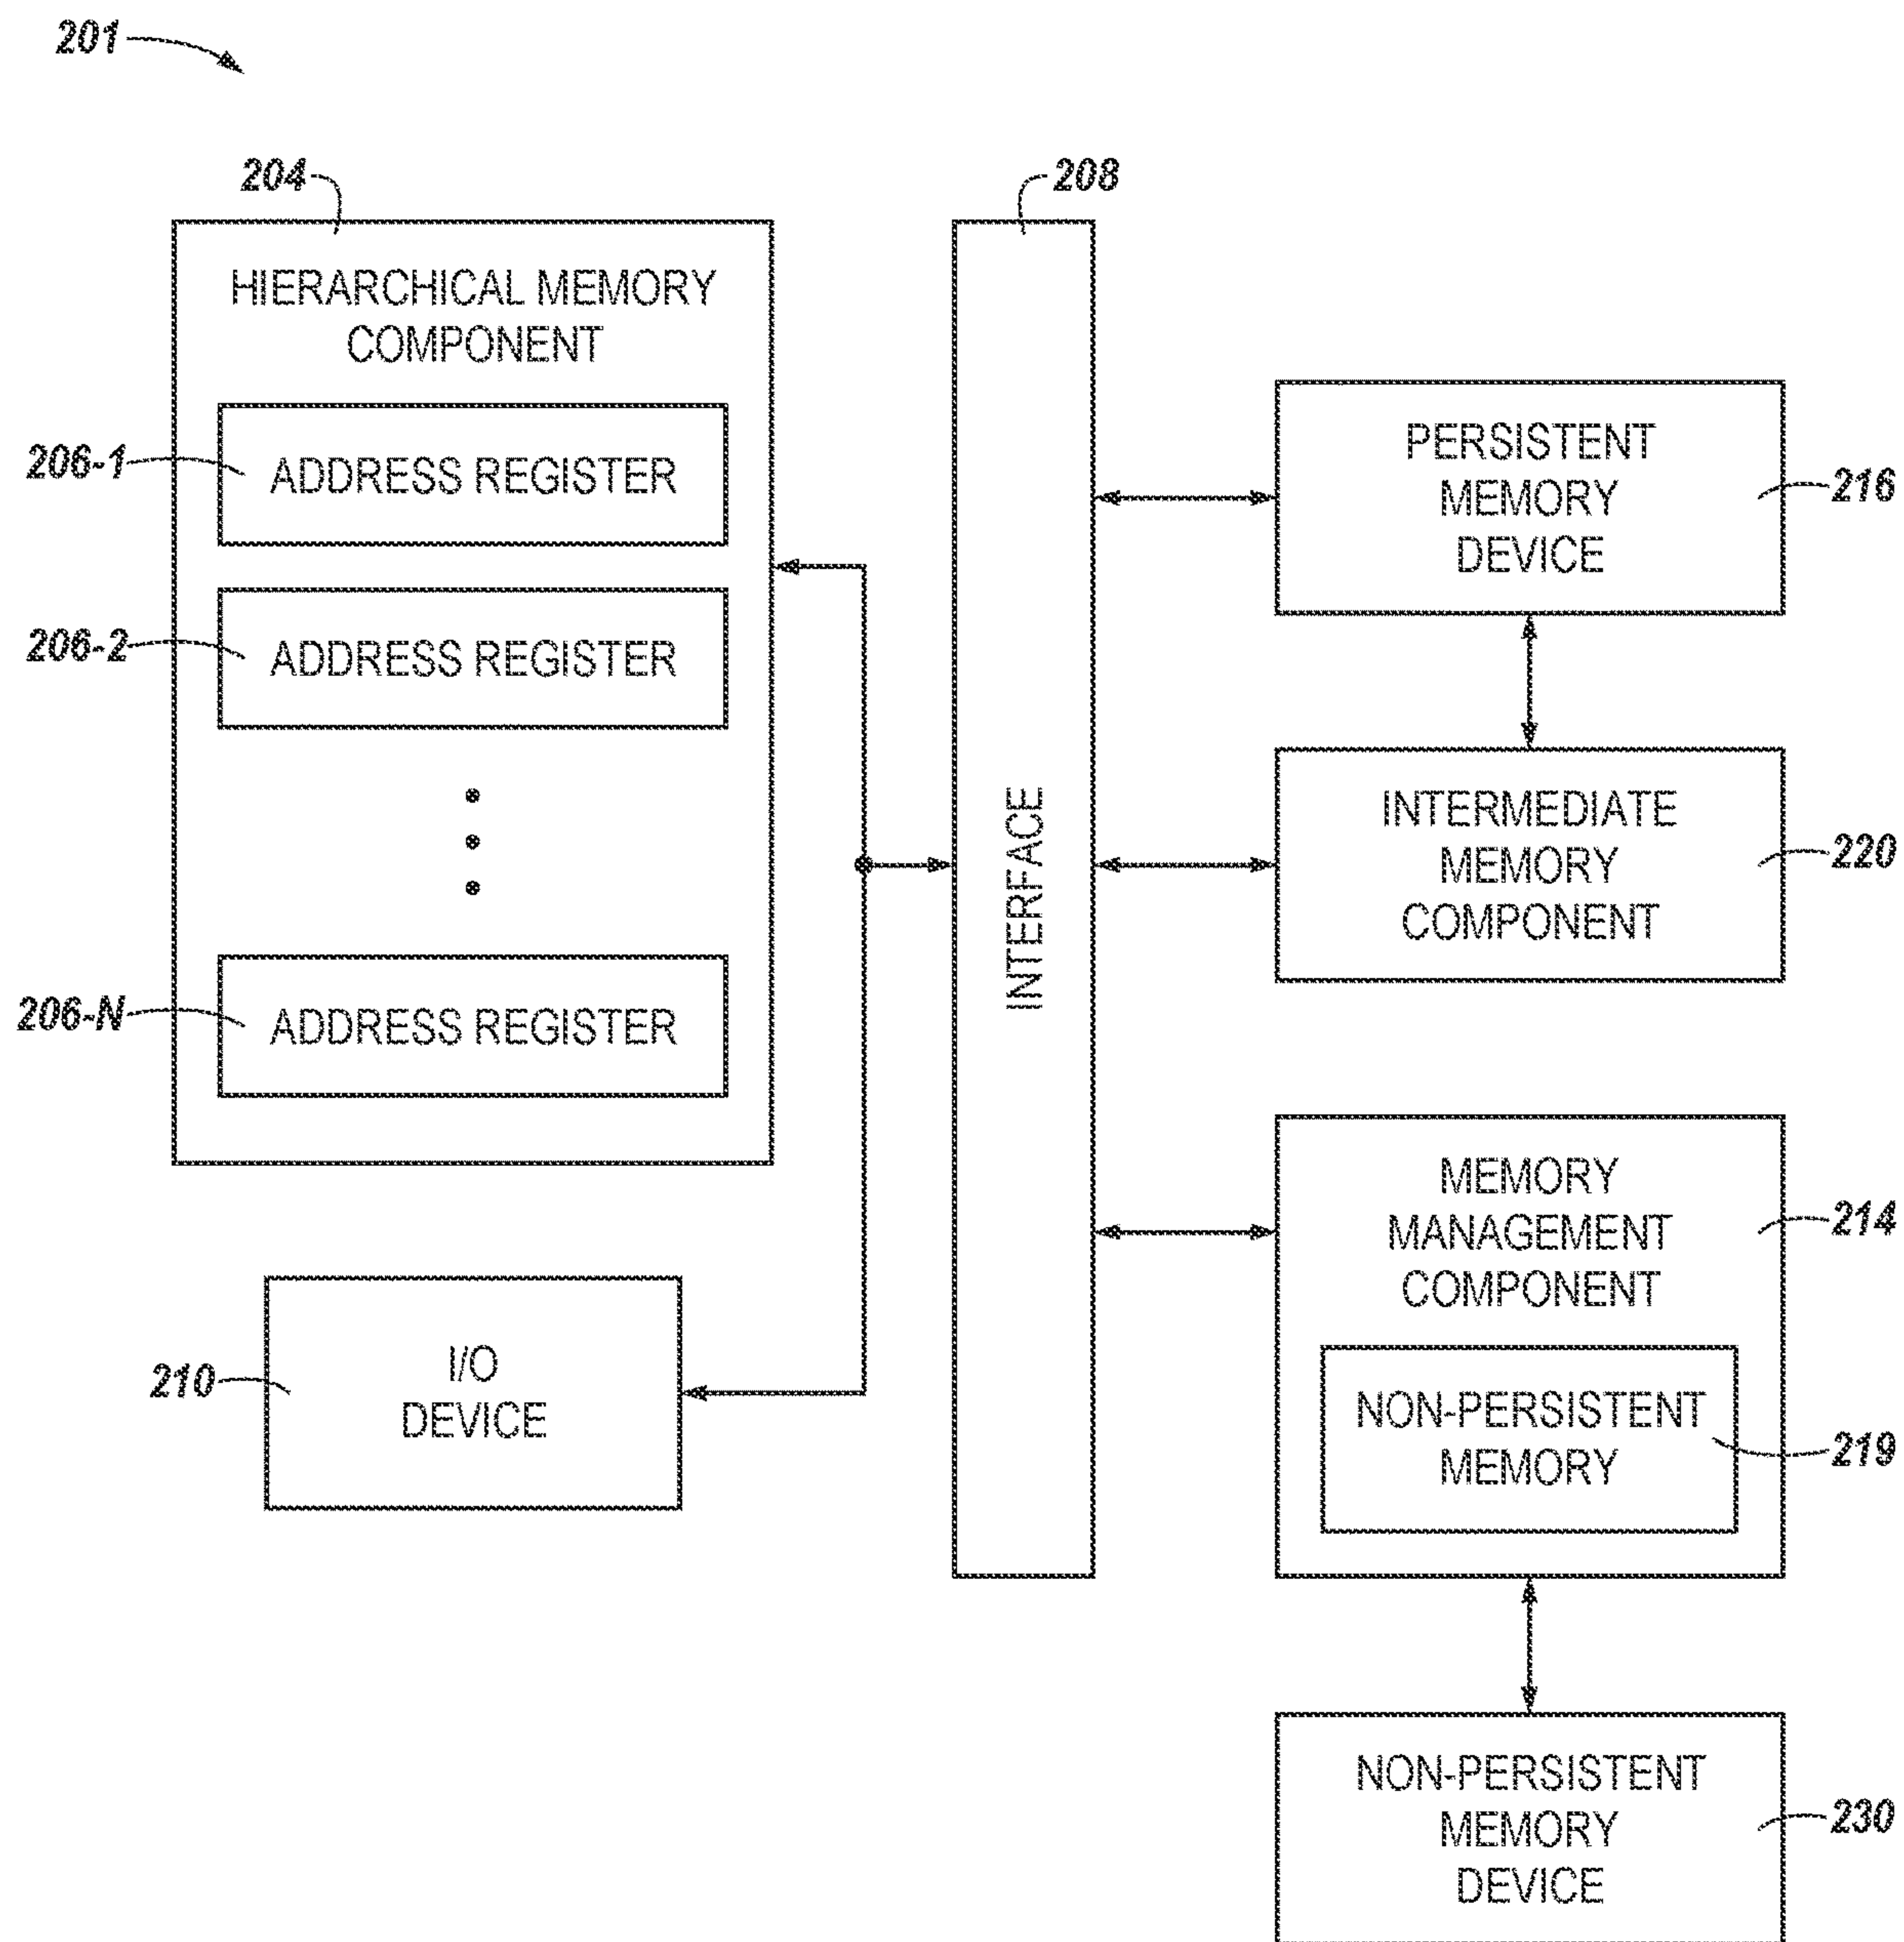 201
204
208
HIERARCHICAL MEMORY
COMPONENT
206-1
ADDRESS REGISTER
206-2
ADDRESS REGISTER
206-N
ADDRESS REGISTER
210
I/O
DEVICE
INTERFACE
PERSISTENT
MEMORY
DEVICE
216
INTERMEDIATE
MEMORY
COMPONENT
220
MEMORY
MANAGEMENT
COMPONENT
214
NON-PERSISTENT
MEMORY
219
NON-PERSISTENT
MEMORY
DEVICE
230